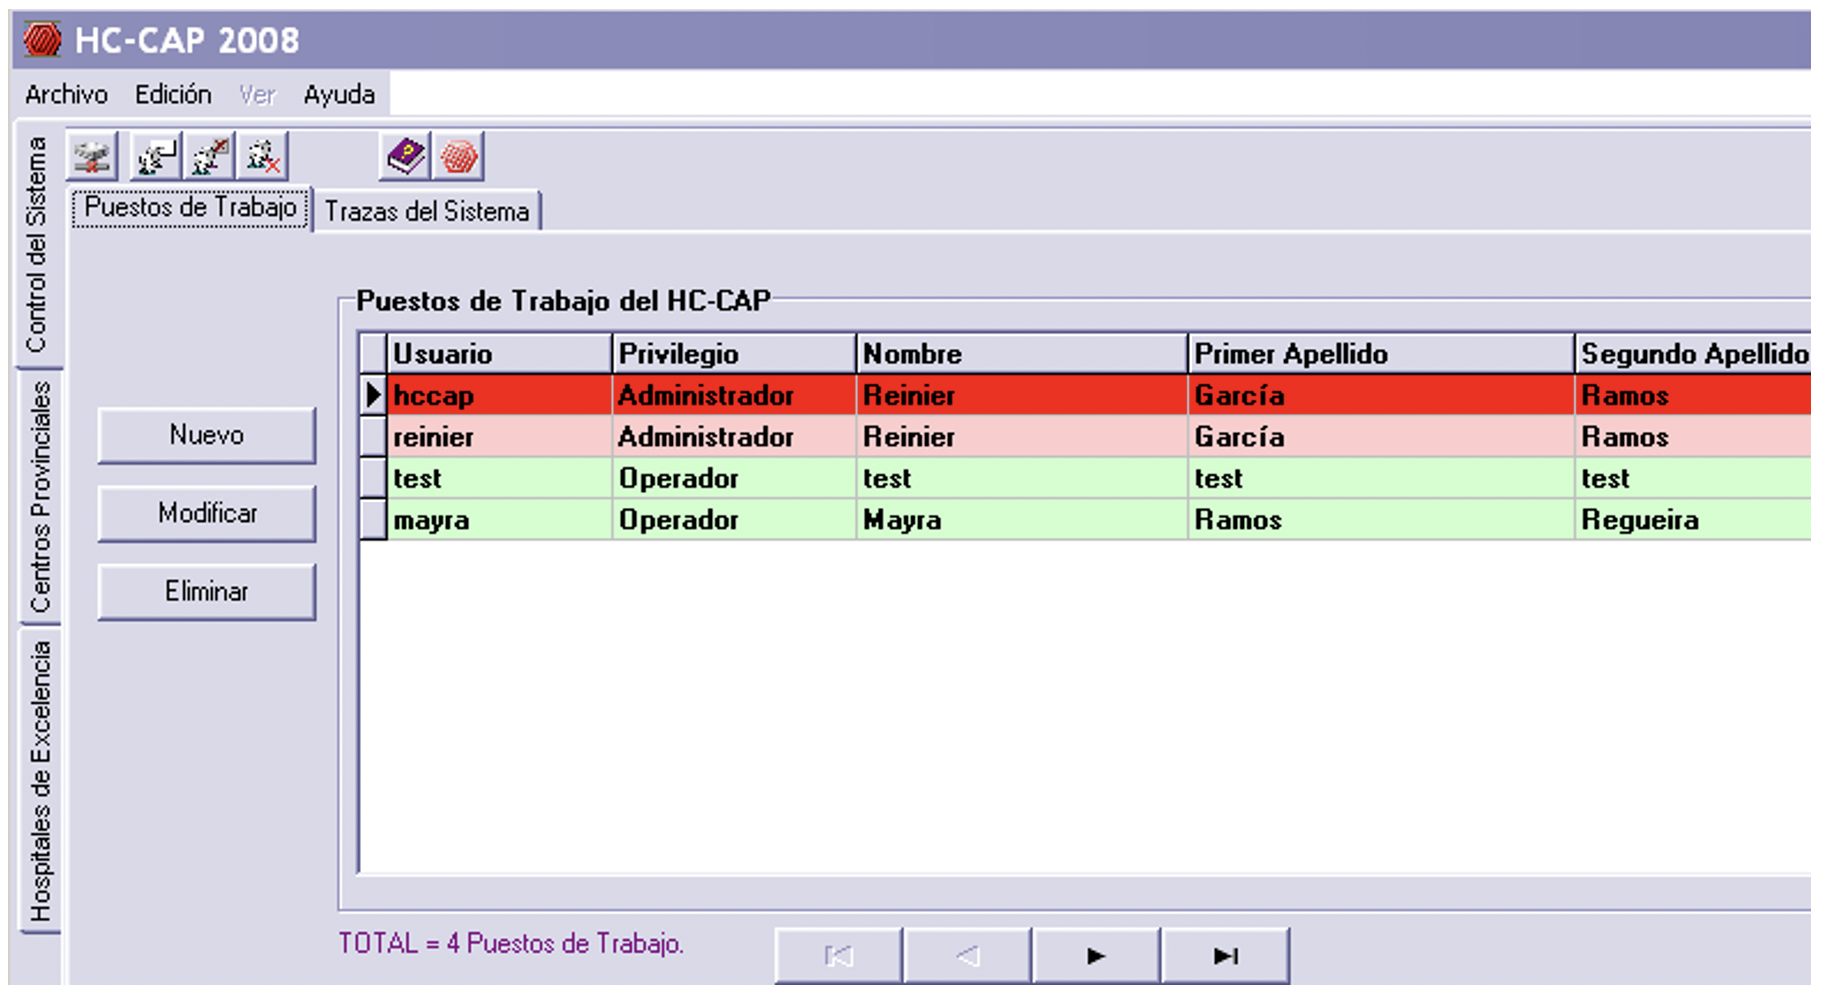 HC-CAP 2008
Archivo Edición Ver Ayuda
Control del Sistema
Centros Provinciales
Hospitales de Excelencia
Puestos de Trabajo Trazas del Sistema
Nuevo
Modificar
Eliminar
Puestos de Trabajo del HC-CAP
Usuario Privilegio Nombre Primer Apellido Segundo Apellido
hccap Administrador Reinier García Ramos
reinier Administrador Reinier García Ramos
test Operador test test test
mayra Operador Mayra Ramos Regueira
TOTAL = 4 Puestos de Trabajo.